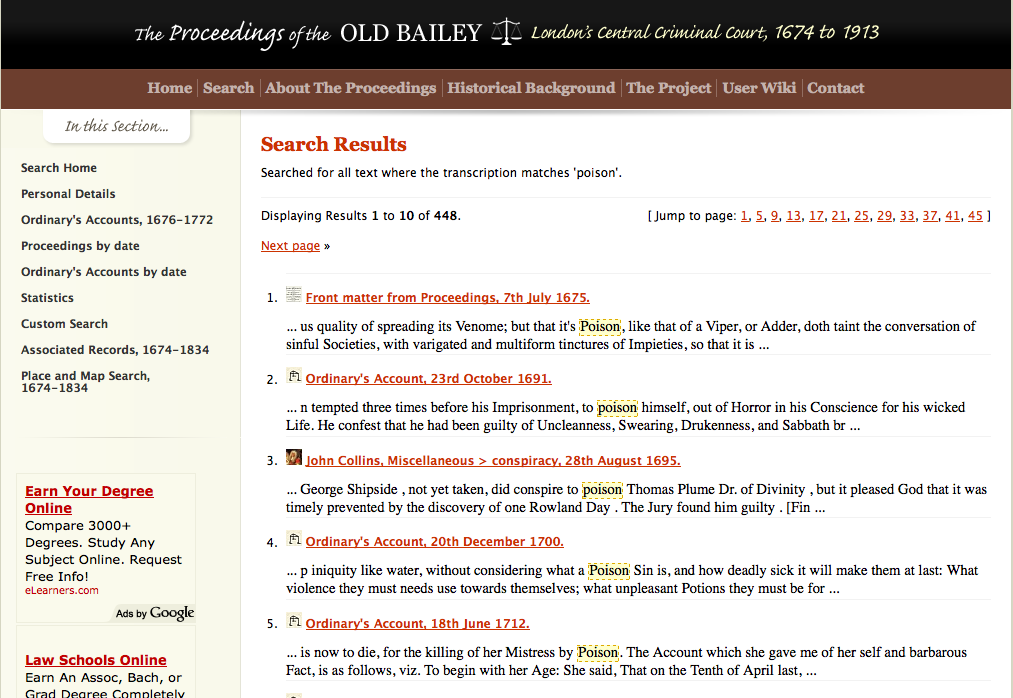 The Proceedings of the OLD BAILEY London's Central Criminal Court, 1674 to 1913
Home Search About The Proceedings Historical Background The Project User Wiki Contact
In this Section...
Search Home
Personal Details
Ordinary's Accounts, 1676-1772
Proceedings by date
Ordinary's Accounts by date
Statistics
Custom Search
Associated Records, 1674-1834
Place and Map Search,
1674-1834
Earn Your Degree
Online
Compare 3000+
Degrees. Study Any
Subject Online. Request
Free Info!
eLearners.com
Ads by Google
Law Schools Online
Earn An Assoc, Bach, or
Grad Degree Completely
Search Results
Searched for all text where the transcription matches 'poison'.
Displaying Results 1 to 10 of 448.
[ Jump to page: 1, 5, 9, 13, 17, 21, 25, 29, 33, 37, 41, 45 ]
Next page »
1. Front matter from Proceedings, 7th July 1675.
... us quality of spreading its Venome; but that it's Poison, like that of a Viper, or Adder, doth taint the conversation of
sinful Societies, with varigated and multiform tinctures of Impieties, so that it is ...
2. Ordinary's Account, 23rd October 1691.
... n tempted three times before his Imprisonment, to poison himself, out of Horror in his Conscience for his wicked
Life. He confest that he had been guilty of Uncleanness, Swearing, Drukenness, and Sabbath br ...
3. John Collins, Miscellaneous > conspiracy, 28th August 1695.
... George Shipside , not yet taken, did conspire to poison Thomas Plume Dr. of Divinity , but it pleased God that it was
timely prevented by the discovery of one Rowland Day . The Jury found him guilty . [Fin ...
4. Ordinary's Account, 20th December 1700.
... p iniquity like water, without considering what a Poison Sin is, and how deadly sick it will make them at last: What
violence they must needs use towards themselves; what unpleasant Potions they must be for ...
5. Ordinary's Account, 18th June 1712.
... is now to die, for the killing of her Mistress by Poison. The Account which she gave me of her self and barbarous
Fact, is as follows, viz. To begin with her Age: She said, That on the Tenth of April last, ...